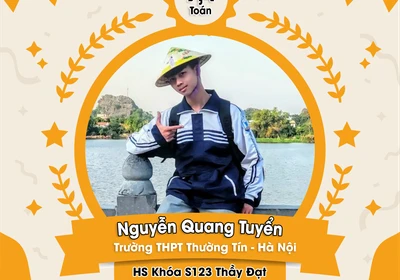 Toán
Nguyễn Quang Tuyển
Trường THPT Thường Tín - Hà Nội
HS Khóa S123 Thầy Đạt